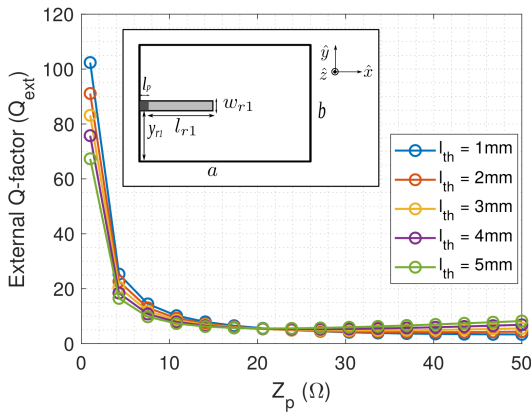 120
100
80
60
40
20
0
External Q-factor (Q_ext)
0 10 20 30 40 50
Z_p (Ω)
l_p
w_r1
y_r1
l_r1
a
b
ŷ
ẑ
x̂
l_th = 1mm
l_th = 2mm
l_th = 3mm
l_th = 4mm
l_th = 5mm